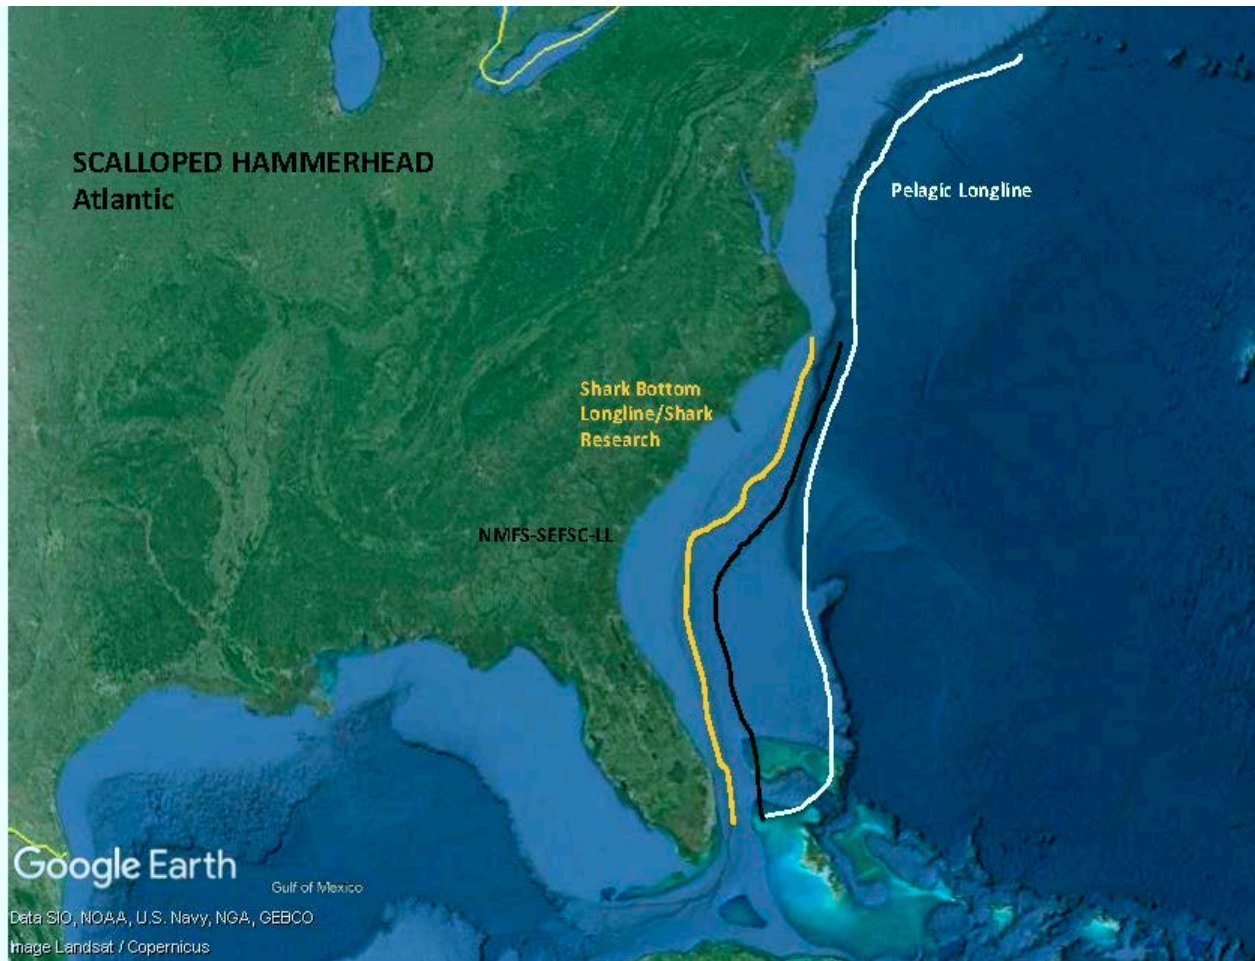 SCALLOPED HAMMERHEAD
Atlantic
Pelagic Longline
Shark Bottom
Longline/Shark
Research
NMFS-SEFSC-LL
Google Earth
Gulf of Mexico
Data SIO, NOAA, U.S. Navy, NGA, GEBCO
Image Landsat / Copernicus